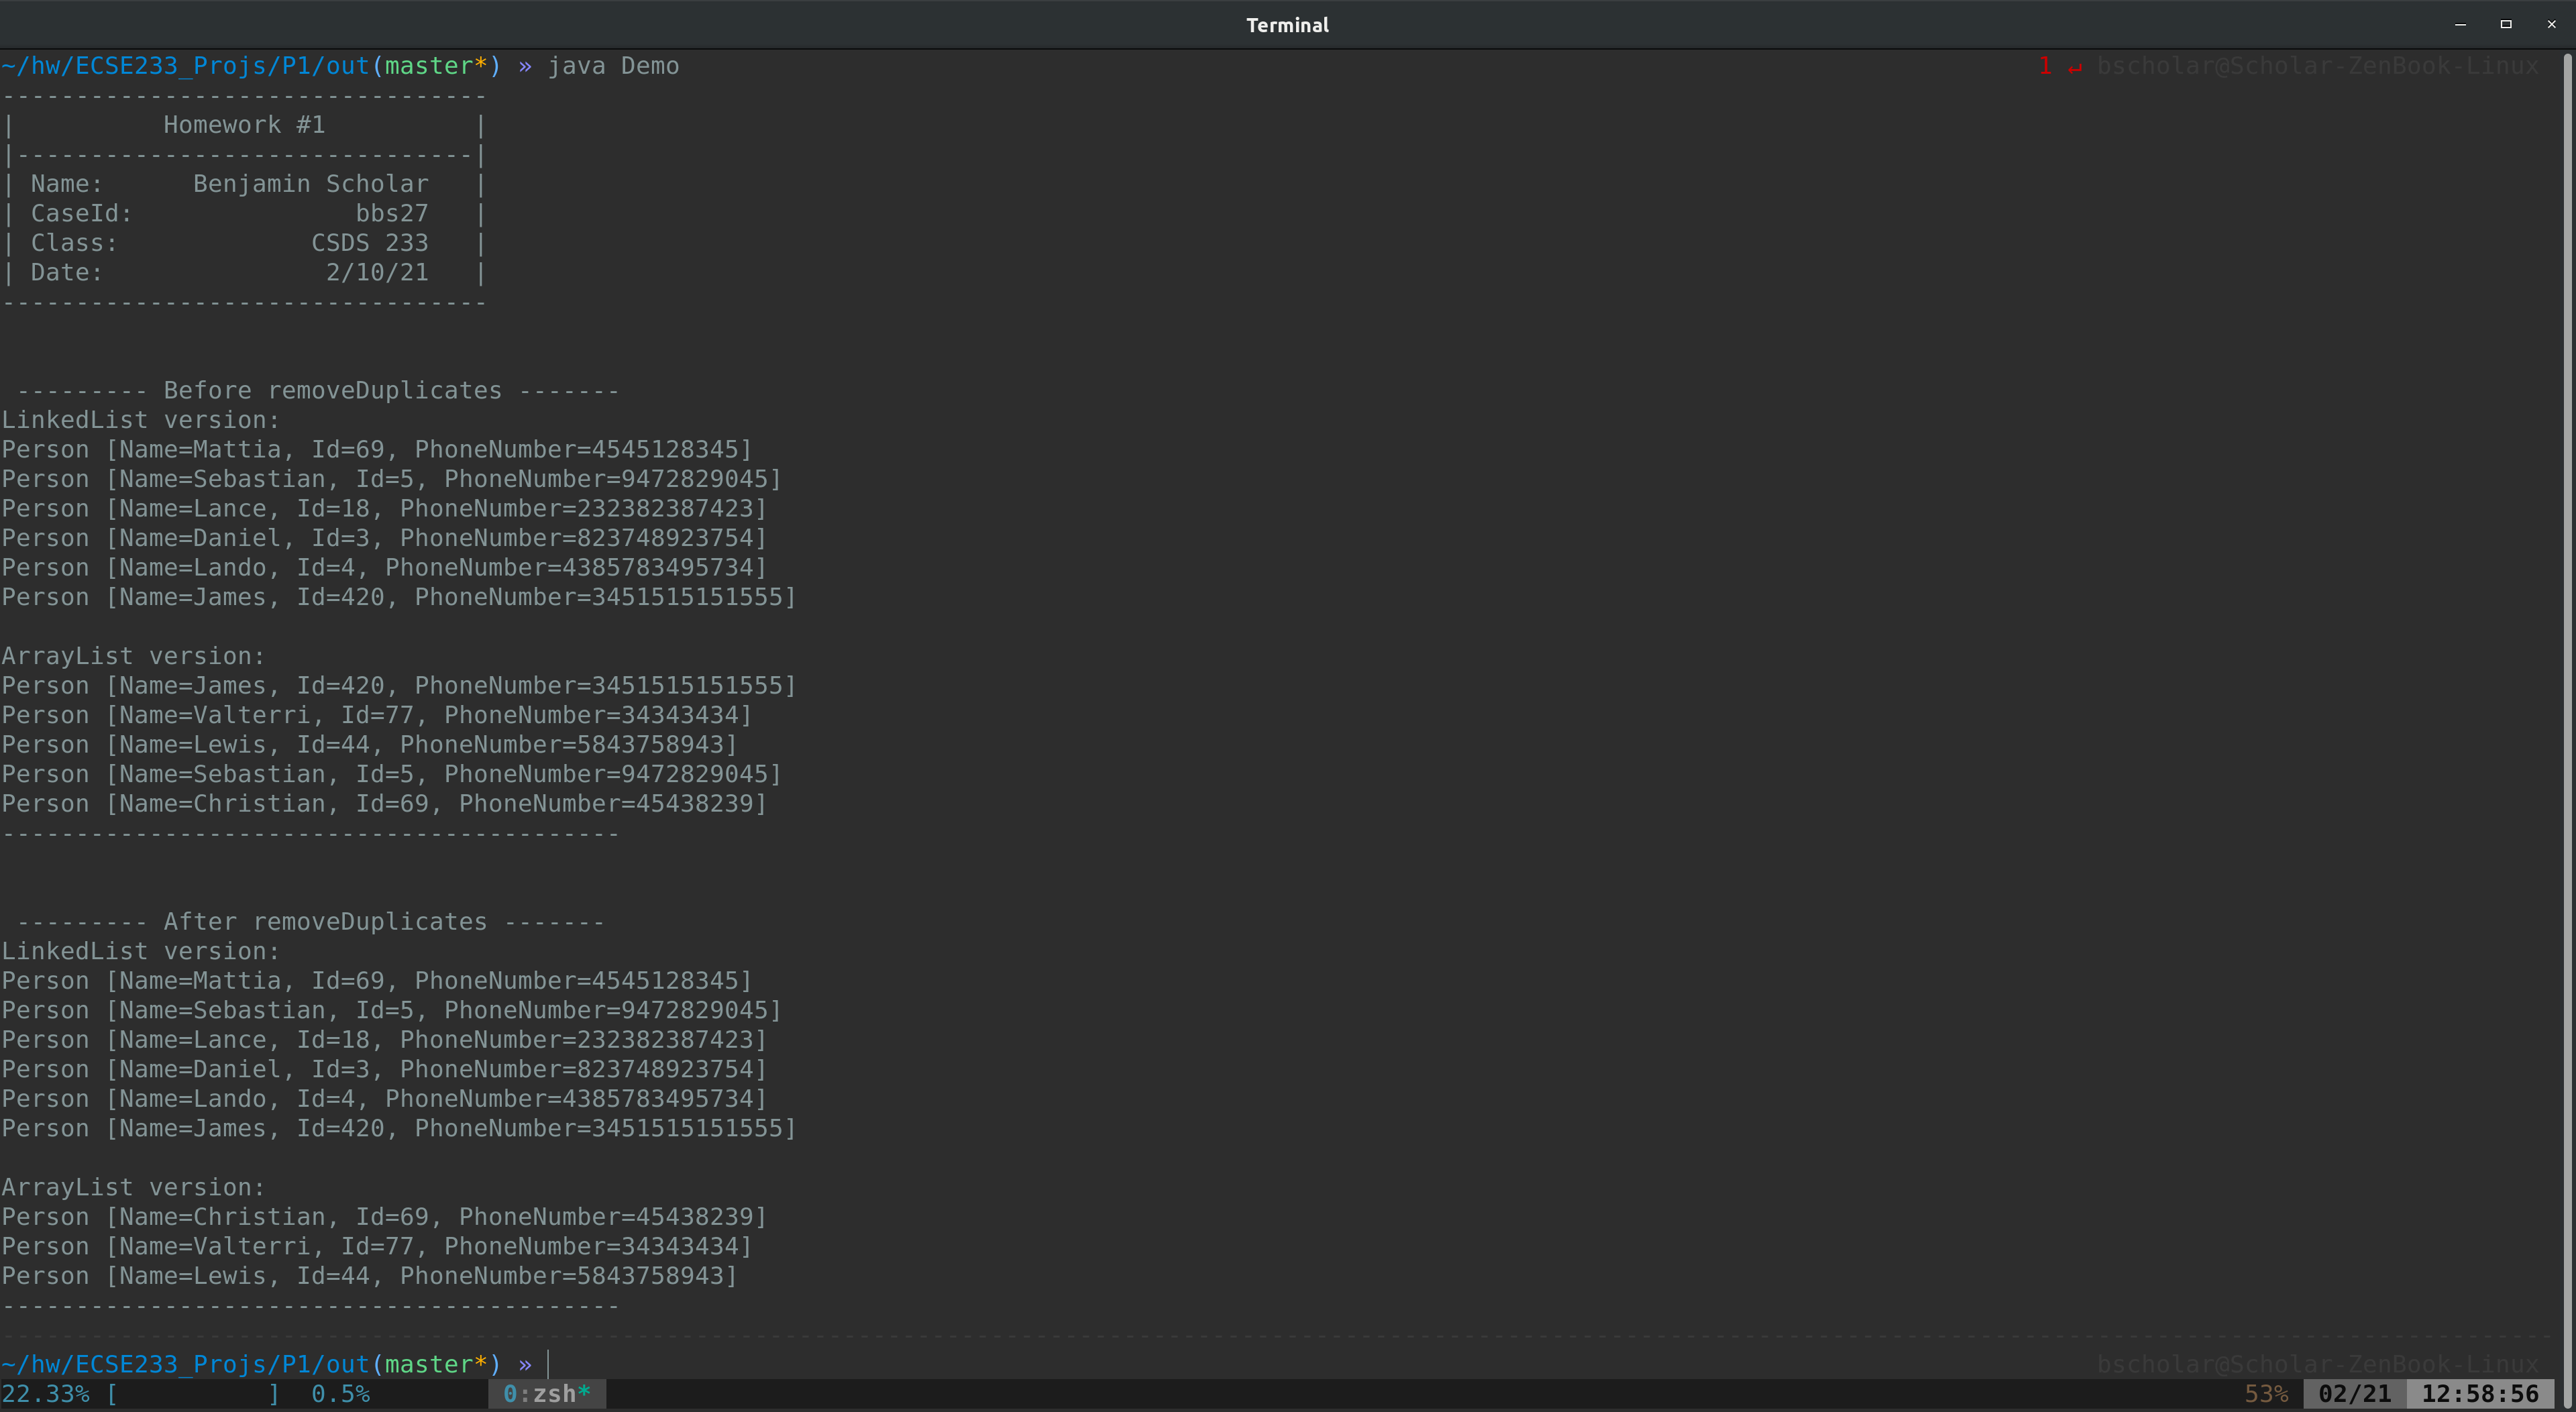 Terminal
~/hw/ECSE233_Projs/P1/out(master*) » java Demo 1 ↵ bscholar@Scholar-ZenBook-Linux
---------------------------------
|          Homework #1          |
|-------------------------------|
| Name:      Benjamin Scholar   |
| CaseId:               bbs27   |
| Class:             CSDS 233   |
| Date:               2/10/21   |
---------------------------------
 --------- Before removeDuplicates -------
LinkedList version:
Person [Name=Mattia, Id=69, PhoneNumber=4545128345]
Person [Name=Sebastian, Id=5, PhoneNumber=9472829045]
Person [Name=Lance, Id=18, PhoneNumber=232382387423]
Person [Name=Daniel, Id=3, PhoneNumber=823748923754]
Person [Name=Lando, Id=4, PhoneNumber=4385783495734]
Person [Name=James, Id=420, PhoneNumber=3451515151555]
ArrayList version:
Person [Name=James, Id=420, PhoneNumber=3451515151555]
Person [Name=Valterri, Id=77, PhoneNumber=34343434]
Person [Name=Lewis, Id=44, PhoneNumber=5843758943]
Person [Name=Sebastian, Id=5, PhoneNumber=9472829045]
Person [Name=Christian, Id=69, PhoneNumber=45438239]
------------------------------------------
 --------- After removeDuplicates -------
LinkedList version:
Person [Name=Mattia, Id=69, PhoneNumber=4545128345]
Person [Name=Sebastian, Id=5, PhoneNumber=9472829045]
Person [Name=Lance, Id=18, PhoneNumber=232382387423]
Person [Name=Daniel, Id=3, PhoneNumber=823748923754]
Person [Name=Lando, Id=4, PhoneNumber=4385783495734]
Person [Name=James, Id=420, PhoneNumber=3451515151555]
ArrayList version:
Person [Name=Christian, Id=69, PhoneNumber=45438239]
Person [Name=Valterri, Id=77, PhoneNumber=34343434]
Person [Name=Lewis, Id=44, PhoneNumber=5843758943]
------------------------------------------
~/hw/ECSE233_Projs/P1/out(master*) » bscholar@Scholar-ZenBook-Linux
22.33% [          ]  0.5% 0:zsh* 53% 02/21 12:58:56